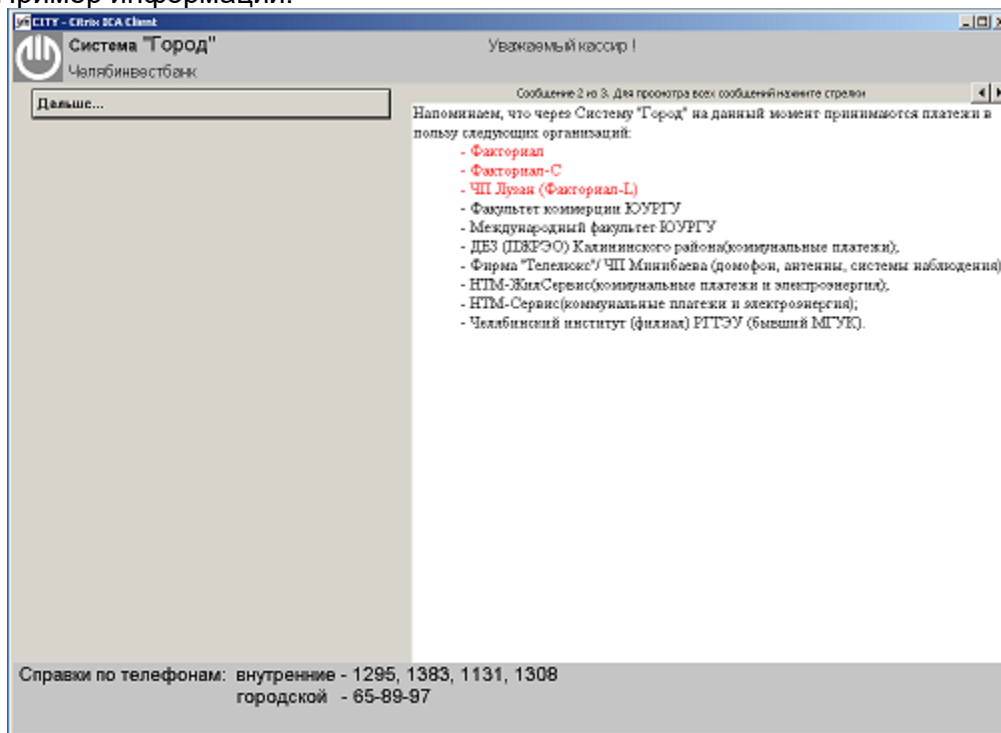 Пример информации:
CITY - Citrix ICA Client
Система "Город"
Уважаемый кассир !
Челябинвестбанк
Дальше...
Сообщение 2 из 3. Для просмотра всех сообщений нажмите стрелки
Напоминаем, что через Систему "Город" на данный момент принимаются платежи в
пользу следующих организаций:
- Факториал
- Факториал-С
- ЧП Лузан (Факториал-L)
- Факультет коммерции ЮУРГУ
- Международный факультет ЮУРГУ
- ДЕЗ (ПЖРЭО) Калининского района(коммунальные платежи);
- Фирма "Телелюкс"/ ЧП Минибаева (домофон, антенны, системы наблюдения)
- НТМ-ЖилСервис(коммунальные платежи и электроэнергия);
- НТМ-Сервис(коммунальные платежи и электроэнергия);
- Челябинский институт (филиал) РГТЭУ (бывший МГУК).
Справки по телефонам: внутренние - 1295, 1383, 1131, 1308
городской - 65-89-97